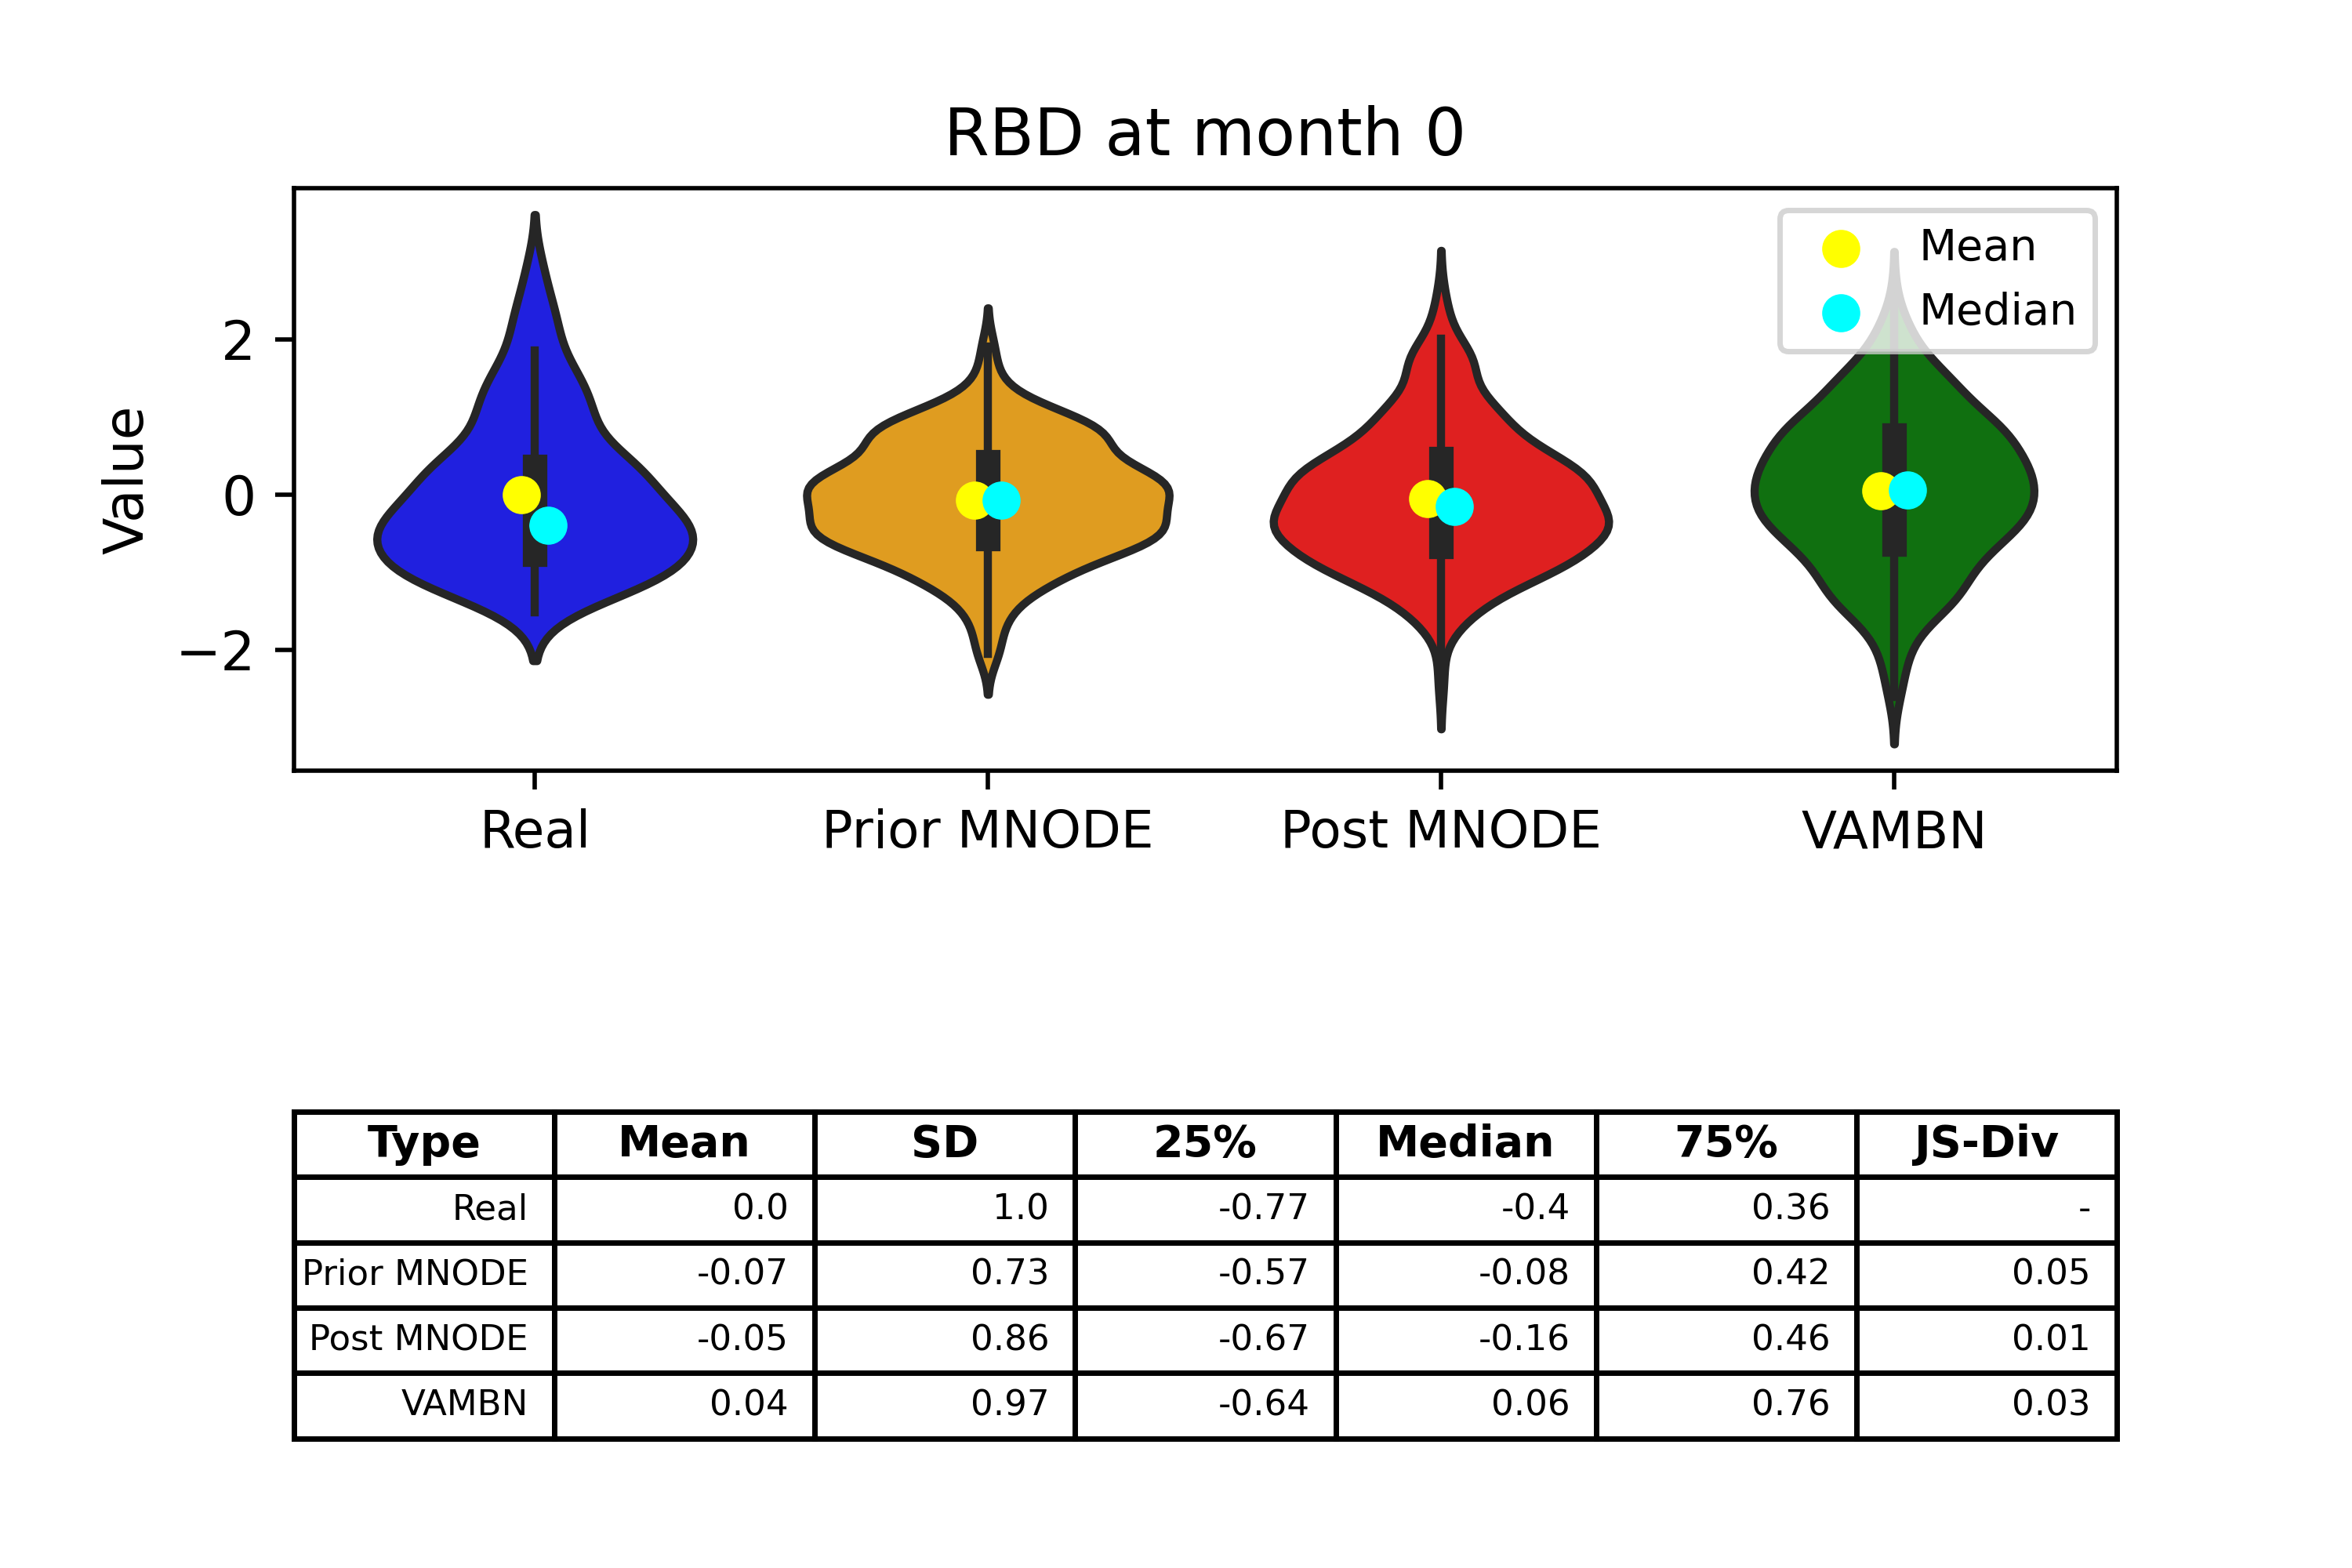 RBD at month 0
Mean
Median
Value
2
0
−2
Real Prior MNODE Post MNODE VAMBN
Type Mean SD 25% Median 75% JS-Div
Real 0.0 1.0 -0.77 -0.4 0.36 -
Prior MNODE -0.07 0.73 -0.57 -0.08 0.42 0.05
Post MNODE -0.05 0.86 -0.67 -0.16 0.46 0.01
VAMBN 0.04 0.97 -0.64 0.06 0.76 0.03